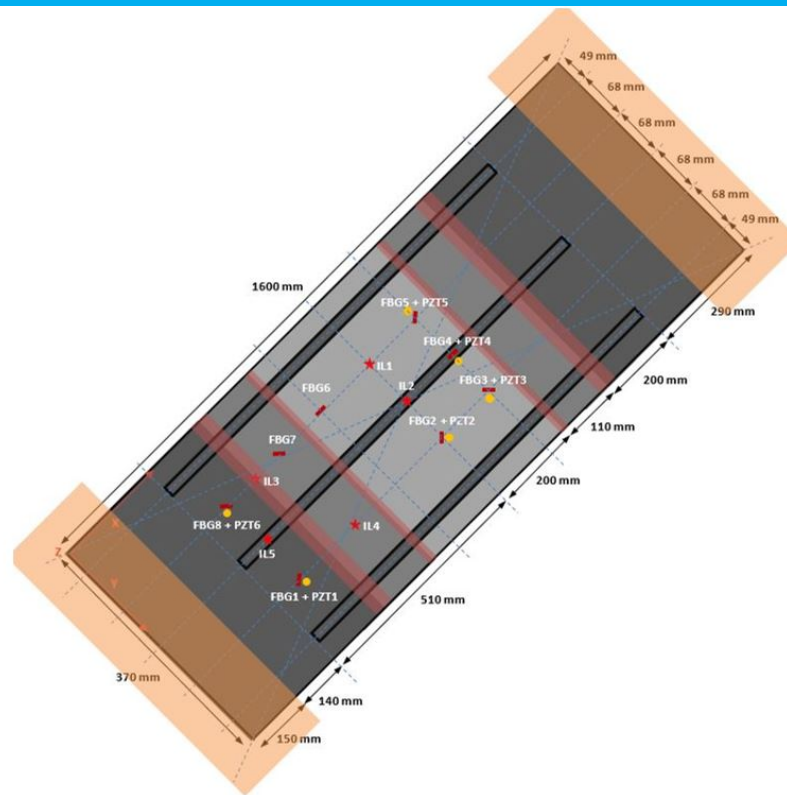 49 mm
68 mm
68 mm
68 mm
68 mm
49 mm
1600 mm
290 mm
FBG5 + PZT5
FBG4 + PZT4
IL1
FBG3 + PZT3
200 mm
FBG6
IL2
FBG2 + PZT2
110 mm
FBG7
200 mm
IL3
FBG8 + PZT6
IL4
X
Z
IL5
Y
FBG1 + PZT1
510 mm
370 mm
140 mm
150 mm